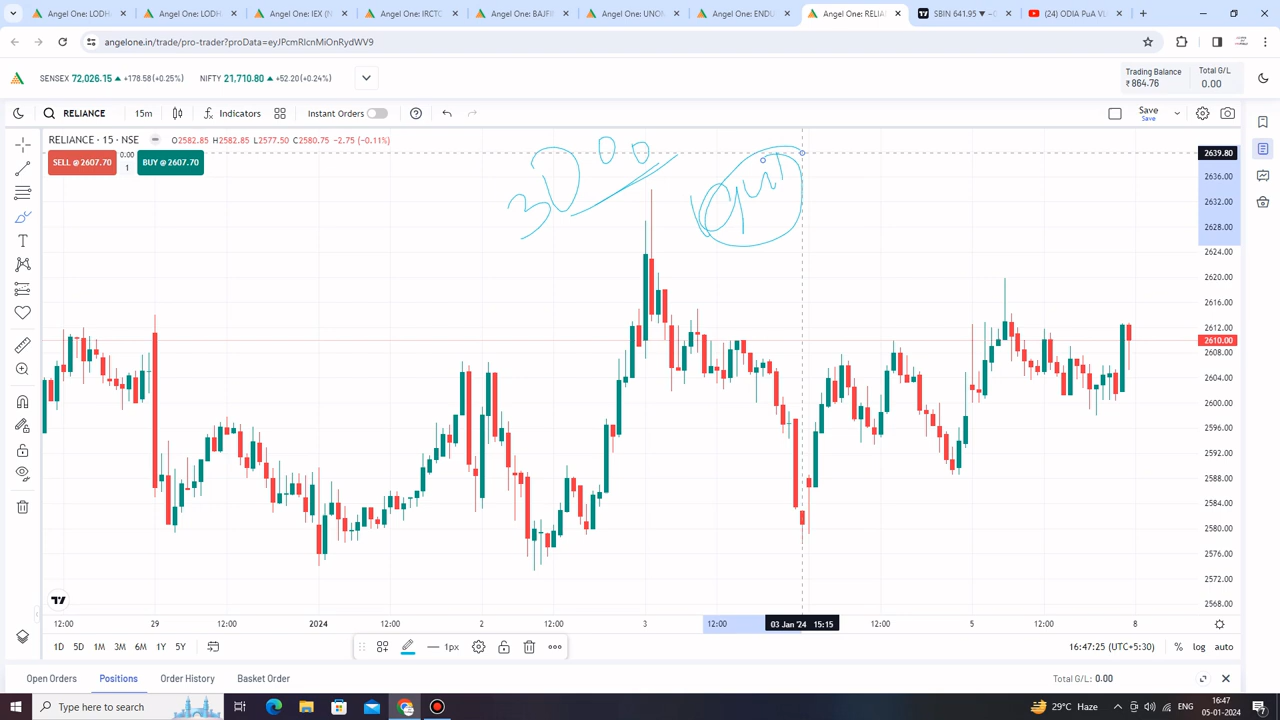 Angel One: LODH
Angel One: LODH
Angel One: IEX (N
Angel One: IRCTC
Angel One: BAJFI
Angel One: UNON
Angel One: ENDU
Angel One: RELIA
SBIN 641.95 ▼ −0
(24) ODIA PuA VL
angelone.in/trade/pro-trader?proData=eyJPcmRlcnMiOnRydWV9
SENSEX 72,026.15 ▲ +178.58 (+0.25%) NIFTY 21,710.80 ▲ +52.20 (+0.24%)
Trading Balance Total G/L
₹ 864.76 0.00
RELIANCE 15m Indicators Instant Orders Save
Save
RELIANCE · 15 · NSE O2582.85 H2582.85 L2577.50 C2580.75 −2.75 (−0.11%)
SELL @2607.70 0.00 BUY @2607.70
1
3000
2639.80
2636.00
2632.00
2628.00
2624.00
2620.00
2616.00
2612.00
2610.00
2608.00
2604.00
2600.00
2596.00
2592.00
2588.00
2584.00
2580.00
2576.00
2572.00
2568.00
12:00 29 12:00 2024 12:00 2 12:00 3 12:00 03 Jan '24 15:15 12:00 5 12:00 8
1D 5D 1M 3M 6M 1Y 5Y 1px 16:47:25 (UTC+5:30) % log auto
Open Orders Positions Order History Basket Order Total G/L: 0.00
Type here to search 29°C Haze ENG 16:47
05-01-2024 7